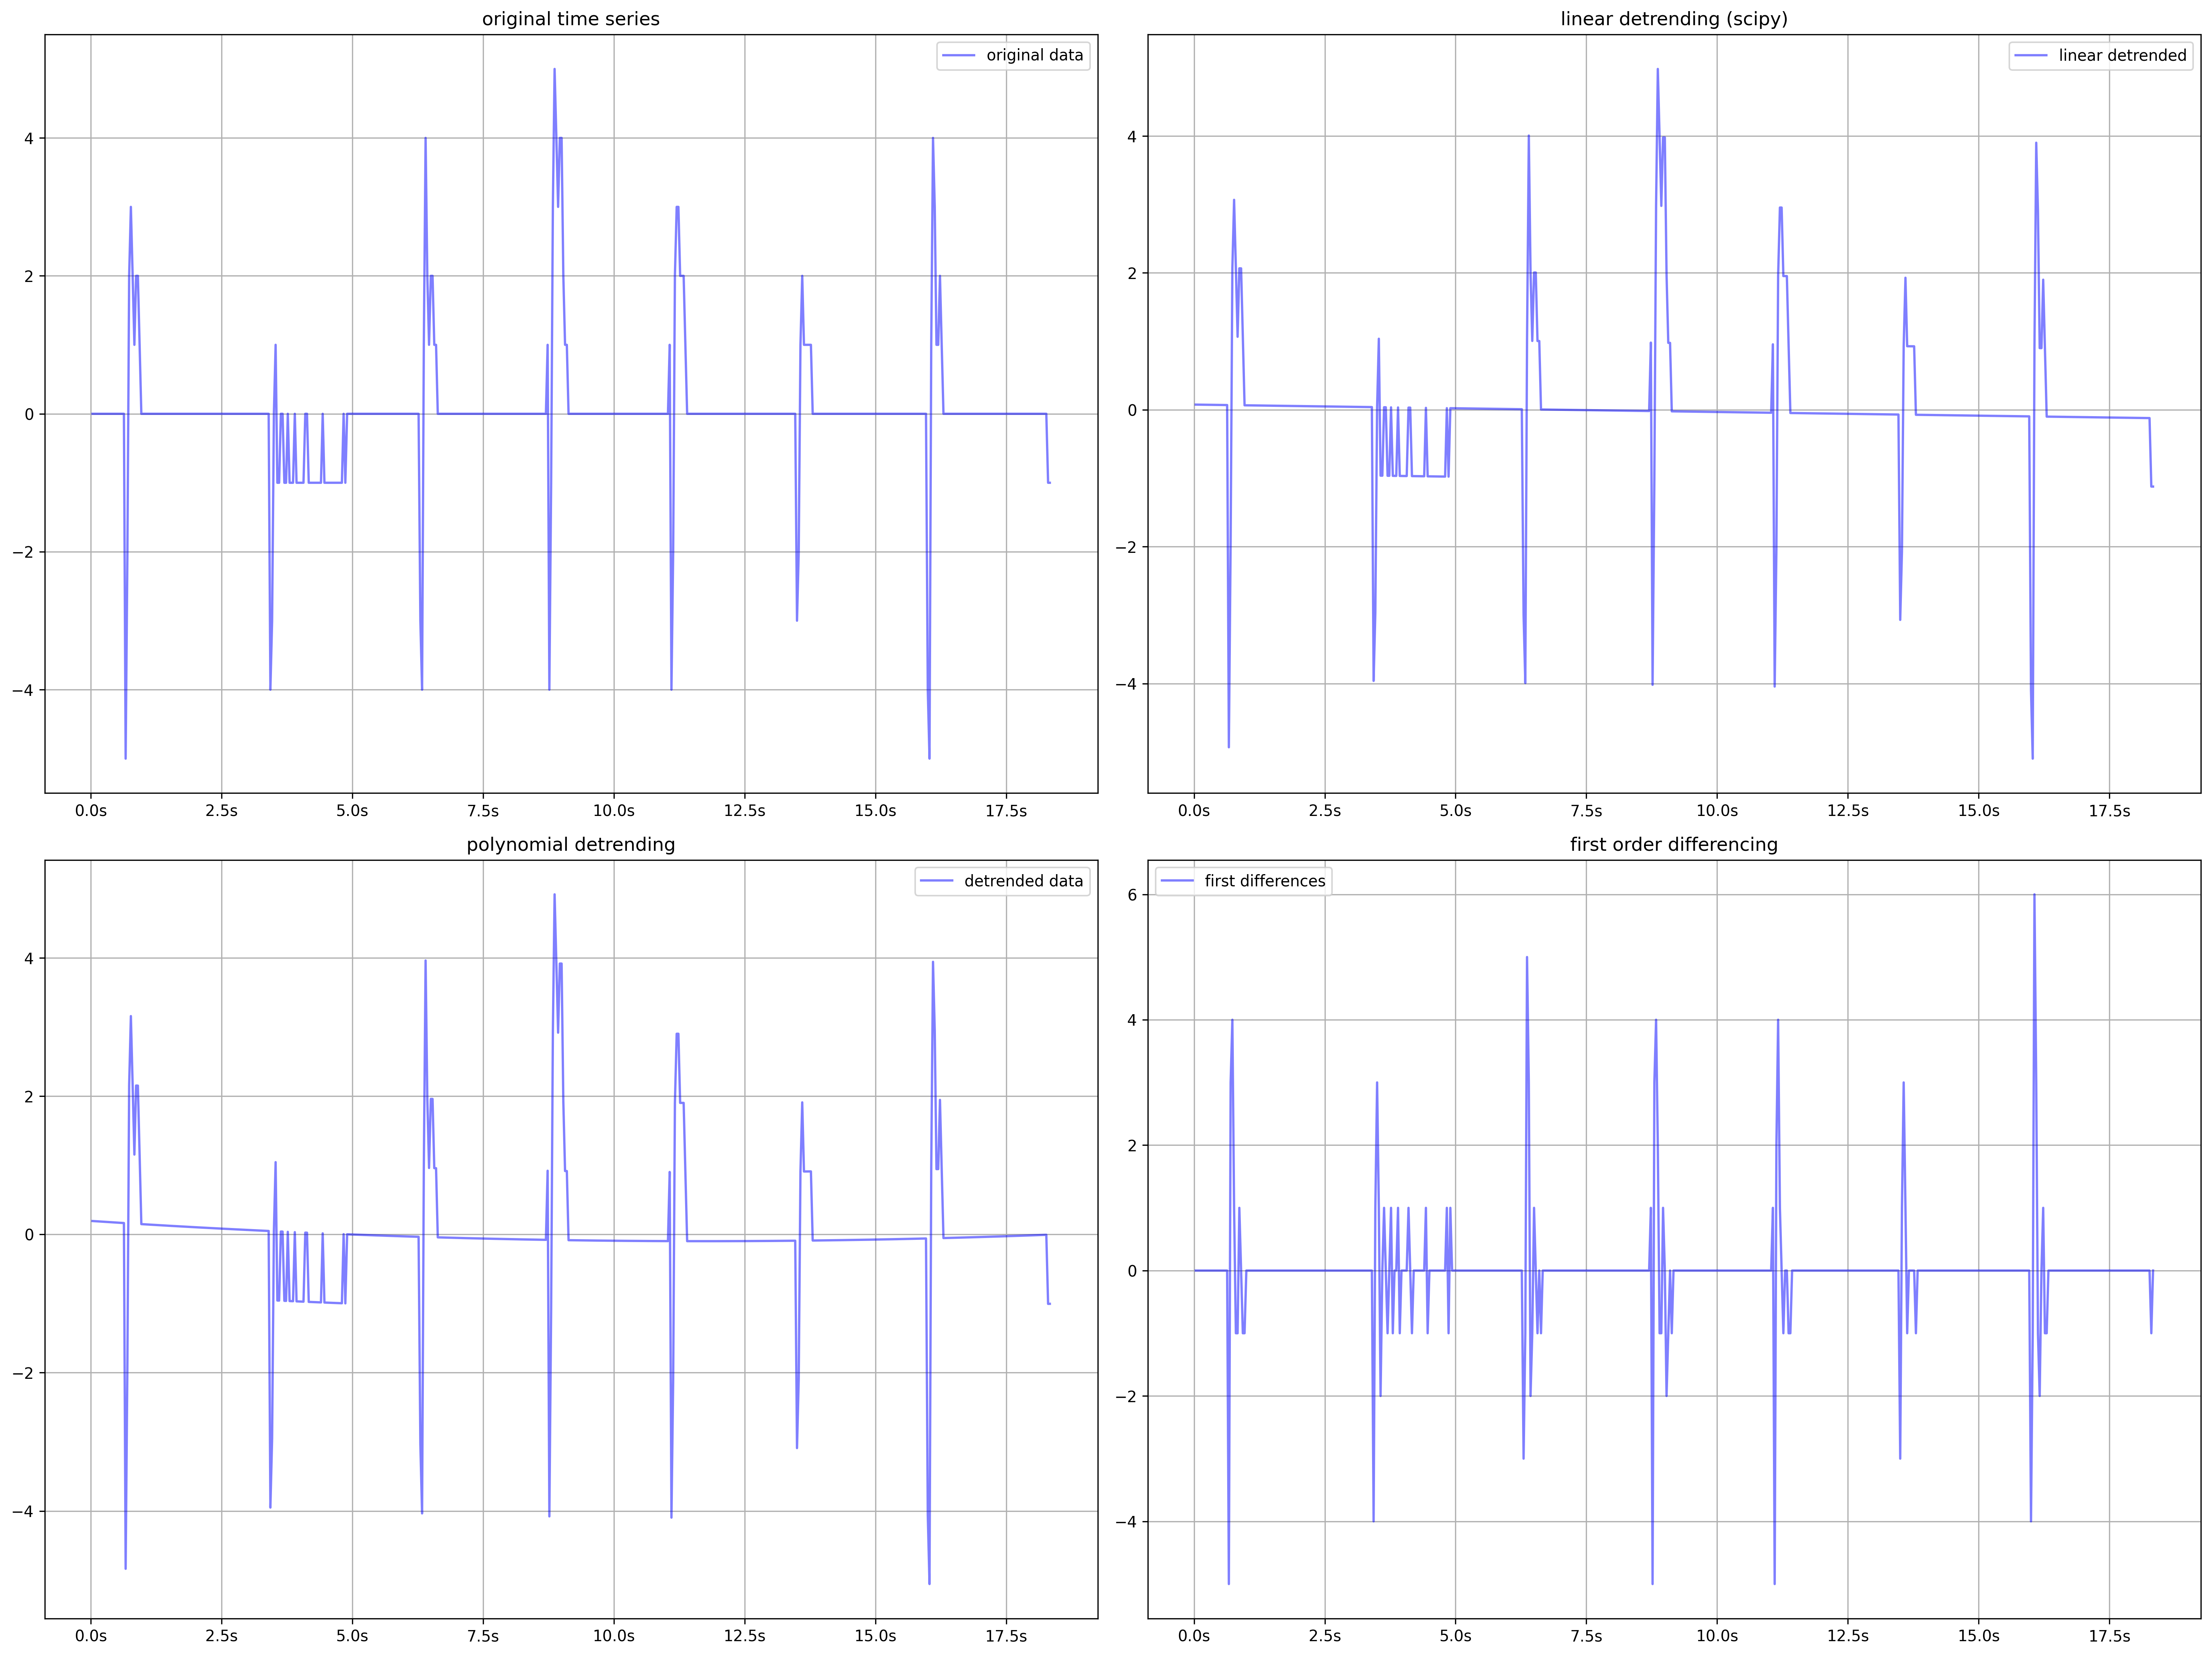 original time series
original data
4
2
0
−2
−4
0.0s 2.5s 5.0s 7.5s 10.0s 12.5s 15.0s 17.5s
linear detrending (scipy)
linear detrended
4
2
0
−2
−4
0.0s 2.5s 5.0s 7.5s 10.0s 12.5s 15.0s 17.5s
polynomial detrending
detrended data
4
2
0
−2
−4
0.0s 2.5s 5.0s 7.5s 10.0s 12.5s 15.0s 17.5s
first order differencing
first differences
6
4
2
0
−2
−4
0.0s 2.5s 5.0s 7.5s 10.0s 12.5s 15.0s 17.5s